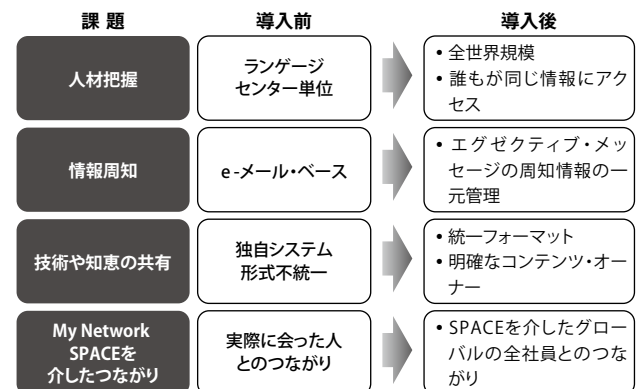 課 題 導入前 導入後
人材把握
ランゲージ
センター単位
• 全世界規模
• 誰もが同じ情報にアク
セス
情報周知
e -メール・ベース
• エグゼクティブ・メッ
セージの周知情報の一
元管理
技術や知恵の共有
独自システム
形式不統一
• 統一フォーマット
• 明確なコンテンツ・オー
ナー
My Network
SPACEを
介したつながり
実際に会った人
とのつながり
• SPACEを介したグロー
バルの全社員とのつな
がり